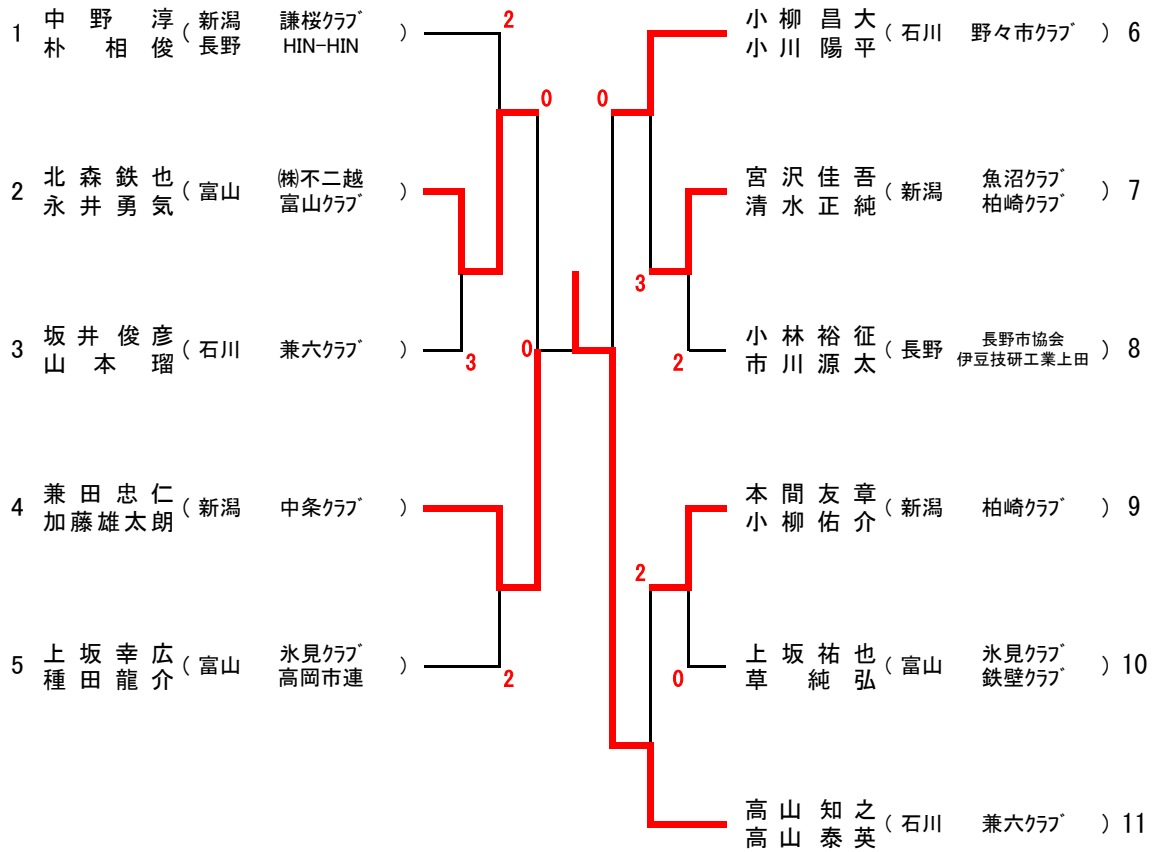 1 中野淳 (新潟 謙桜クラブ )
朴相俊 長野 HIN-HIN
2
0
2 北森鉄也 (富山 ㈱不二越 )
永井勇気 富山クラブ
3 坂井俊彦 (石川 兼六クラブ )
山本瑠
3
0
4 兼田忠仁 (新潟 中条クラブ )
加藤雄太朗
5 上坂幸広 (富山 氷見クラブ )
種田龍介 高岡市連
2
小柳昌大 (石川 野々市クラブ ) 6
小川陽平
0
宮沢佳吾 (新潟 魚沼クラブ ) 7
清水正純 柏崎クラブ
3
小林裕征 (長野 長野市協会 ) 8
市川源太 伊豆技研工業上田
2
本間友章 (新潟 柏崎クラブ ) 9
小柳佑介
2
上坂祐也 (富山 氷見クラブ ) 10
草純弘 鉄壁クラブ
0
高山知之 (石川 兼六クラブ ) 11
高山泰英